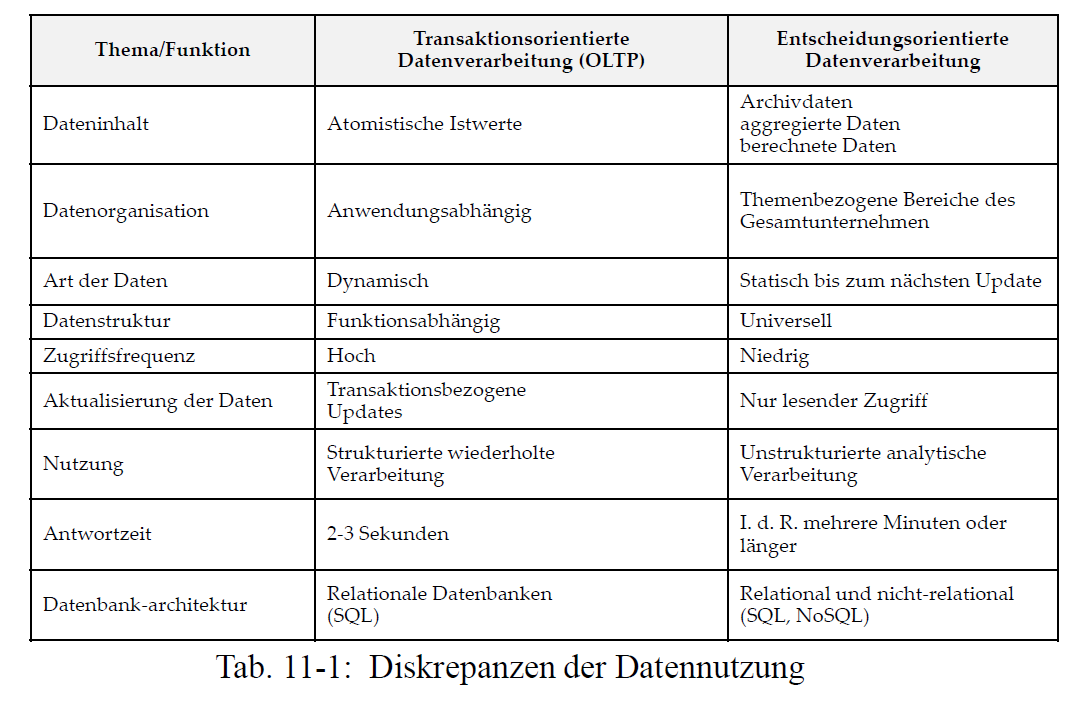 Thema/Funktion
Transaktionsorientierte
Datenverarbeitung (OLTP)
Entscheidungsorientierte
Datenverarbeitung
Dateninhalt
Atomistische Istwerte
Archivdaten
aggregierte Daten
berechnete Daten
Datenorganisation
Anwendungsabhängig
Themenbezogene Bereiche des
Gesamtunternehmen
Art der Daten
Dynamisch
Statisch bis zum nächsten Update
Datenstruktur
Funktionsabhängig
Universell
Zugriffsfrequenz
Hoch
Niedrig
Aktualisierung der Daten
Transaktionsbezogene
Updates
Nur lesender Zugriff
Nutzung
Strukturierte wiederholte
Verarbeitung
Unstrukturierte analytische
Verarbeitung
Antwortzeit
2-3 Sekunden
I. d. R. mehrere Minuten oder
länger
Datenbank-architektur
Relationale Datenbanken
(SQL)
Relational und nicht-relational
(SQL, NoSQL)
Tab. 11-1: Diskrepanzen der Datennutzung